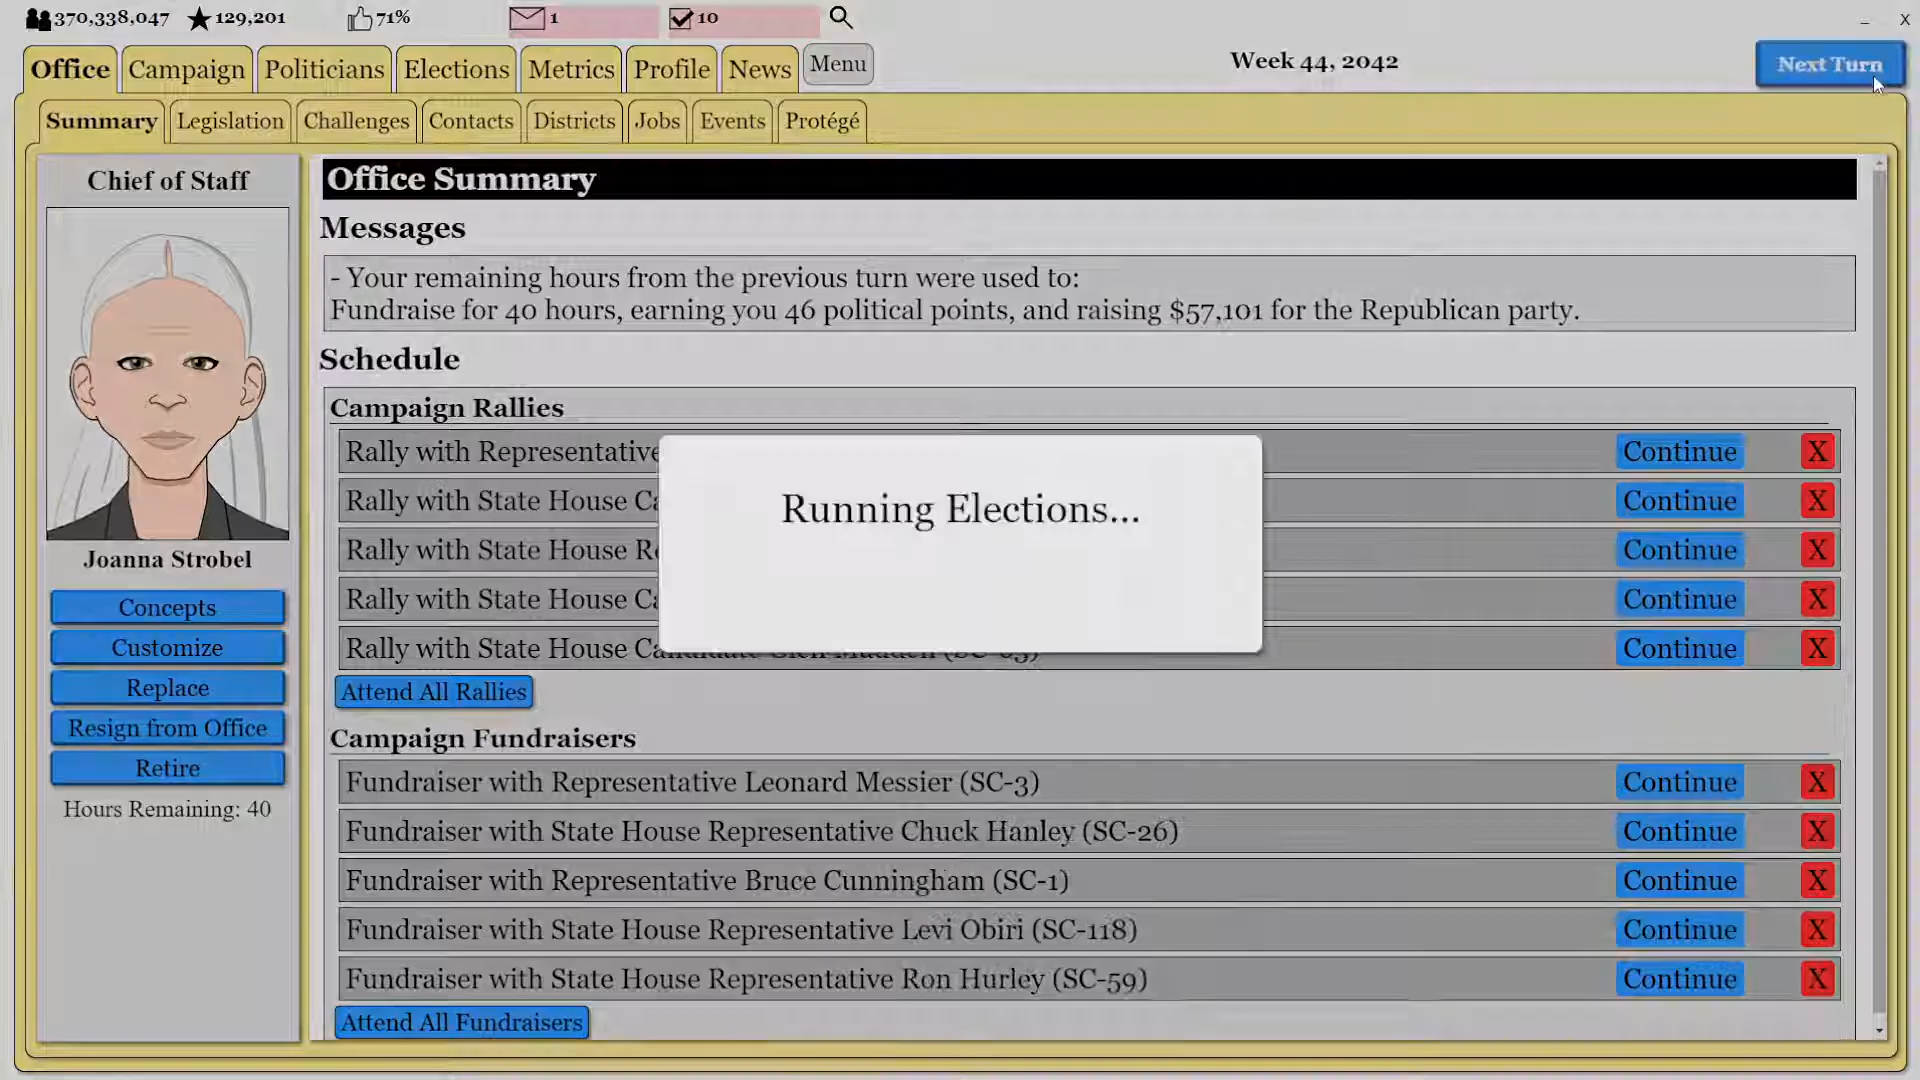 370,338,047 129,201 71% 1 10
_ X
Office Campaign Politicians Elections Metrics Profile News Menu
Week 44, 2042
Next Turn
Summary Legislation Challenges Contacts Districts Jobs Events Protégé
Chief of Staff
Joanna Strobel
Concepts
Customize
Replace
Resign from Office
Retire
Hours Remaining: 40
Office Summary
Messages
- Your remaining hours from the previous turn were used to:
Fundraise for 40 hours, earning you 46 political points, and raising $57,101 for the Republican party.
Schedule
Campaign Rallies
Rally with Representative Continue X
Rally with State House Continue X
Rally with State House Continue X
Rally with State House Continue X
Rally with State House Candidate Glen Madden (SC-63) Continue X
Attend All Rallies
Running Elections...
Campaign Fundraisers
Fundraiser with Representative Leonard Messier (SC-3) Continue X
Fundraiser with State House Representative Chuck Hanley (SC-26) Continue X
Fundraiser with Representative Bruce Cunningham (SC-1) Continue X
Fundraiser with State House Representative Levi Obiri (SC-118) Continue X
Fundraiser with State House Representative Ron Hurley (SC-59) Continue X
Attend All Fundraisers